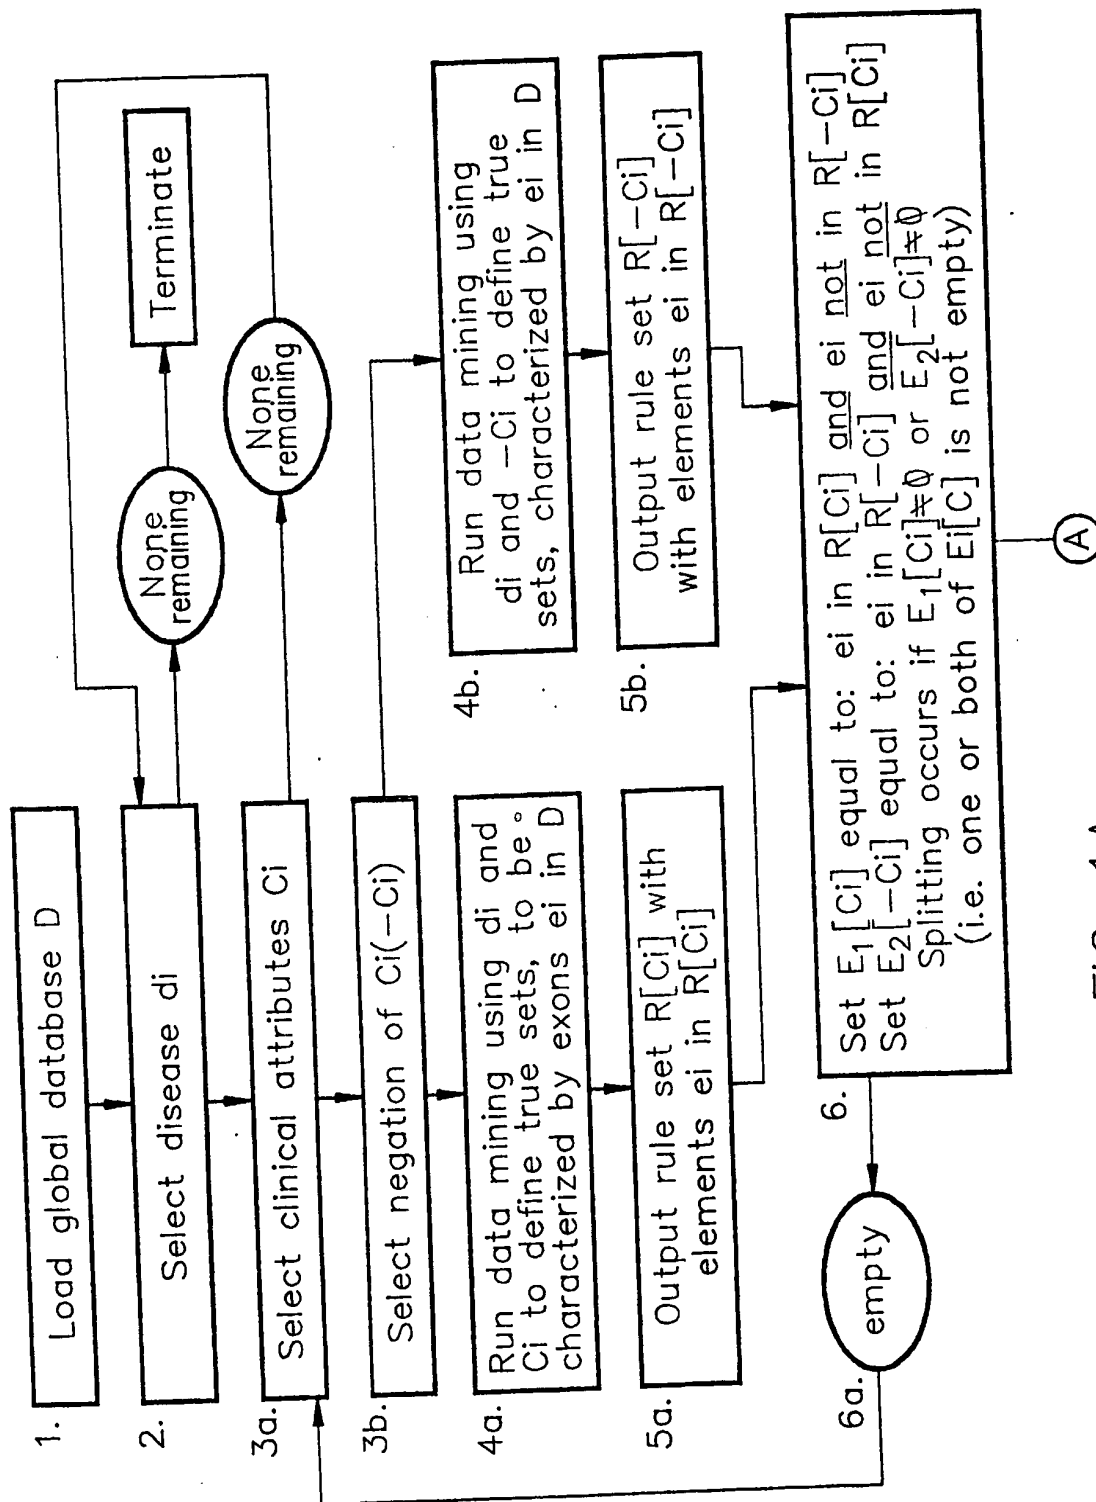 1. Load global database D
2. Select disease di
None
remaining
Terminate
3a. Select clinical attributes Ci
None
remaining
3b. Select negation of Ci(–Ci)
4a. Run data mining using di and
Ci to define true sets, to be
characterized by exons ei in D
4b. Run data mining using
di and –Ci to define true
sets, characterized by ei in D
5a. Output rule set R[Ci] with
elements ei in R[Ci]
5b. Output rule set R[–Ci]
with elements ei in R[–Ci]
6. Set E₁[Ci] equal to: ei in R[Ci] and ei not in R[–Ci]
Set E₂[–Ci] equal to: ei in R[–Ci] and ei not in R[Ci]
Splitting occurs if E₁[Ci]≠∅ or E₂[–Ci]≠∅
(i.e. one or both of Ei[C] is not empty)
6a. empty
A